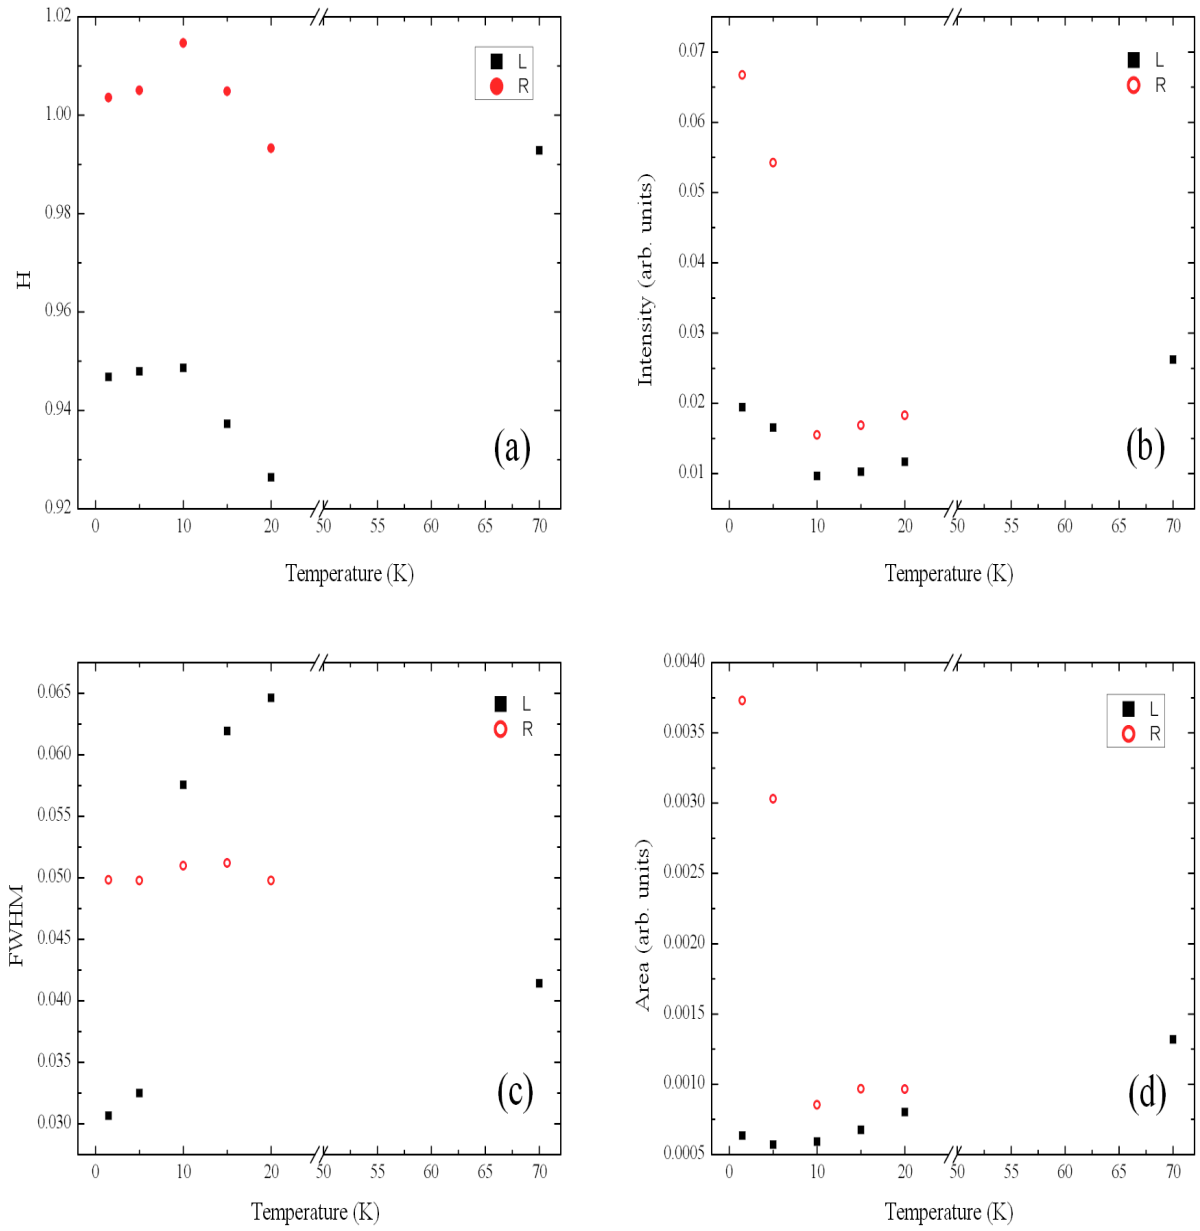 1.02
1.00
0.98
0.96
0.94
0.92
H
L
R
(a)
0 10 20 50 55 60 65 70
Temperature (K)
0.07
0.06
0.05
0.04
0.03
0.02
0.01
Intensity (arb. units)
L
R
(b)
0 10 20 50 55 60 65 70
Temperature (K)
0.065
0.060
0.055
0.050
0.045
0.040
0.035
0.030
FWHM
L
R
(c)
0 10 20 50 55 60 65 70
Temperature (K)
0.0040
0.0035
0.0030
0.0025
0.0020
0.0015
0.0010
0.0005
Area (arb. units)
L
R
(d)
0 10 20 50 55 60 65 70
Temperature (K)